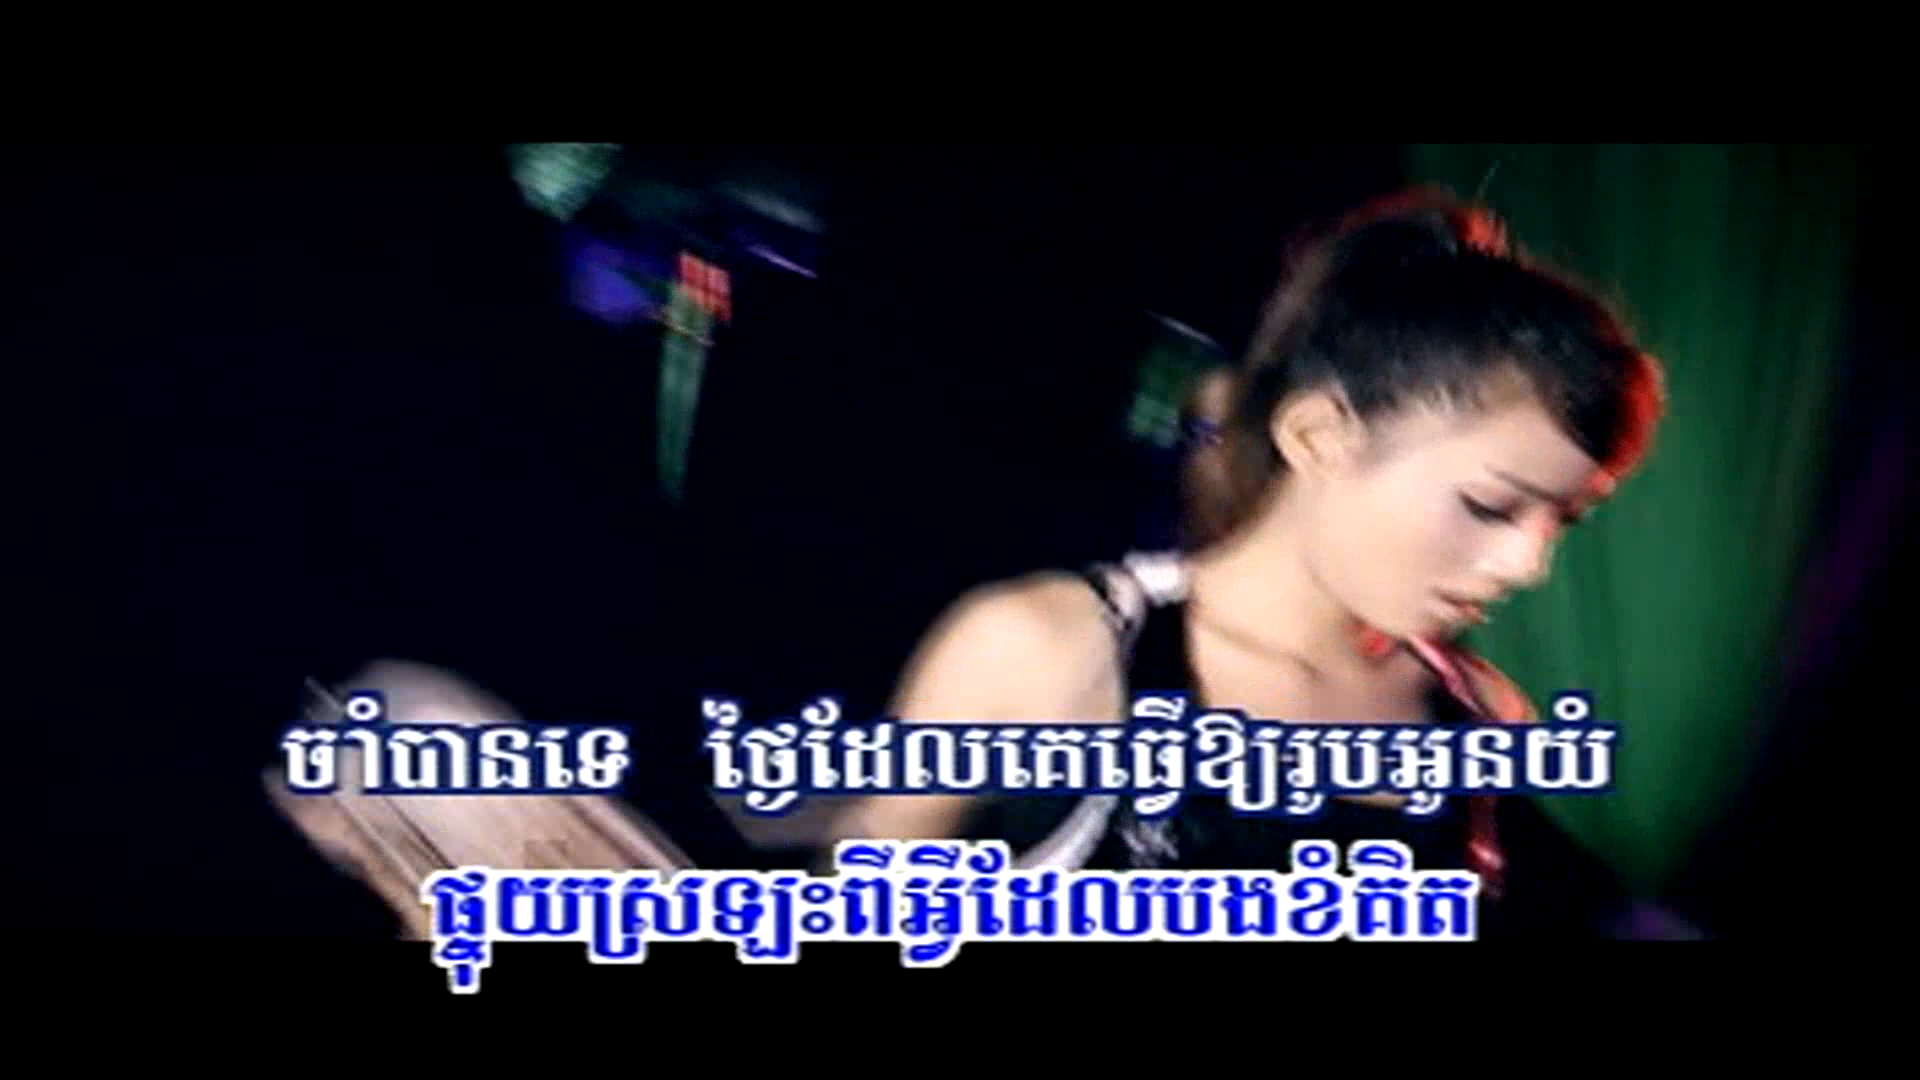 ចាំបានទេ ថ្ងៃដែលគេធ្វើឱ្យរូបអូនយំ
ផ្ទុយស្រឡះពីអ្វីដែលបងខំគិត